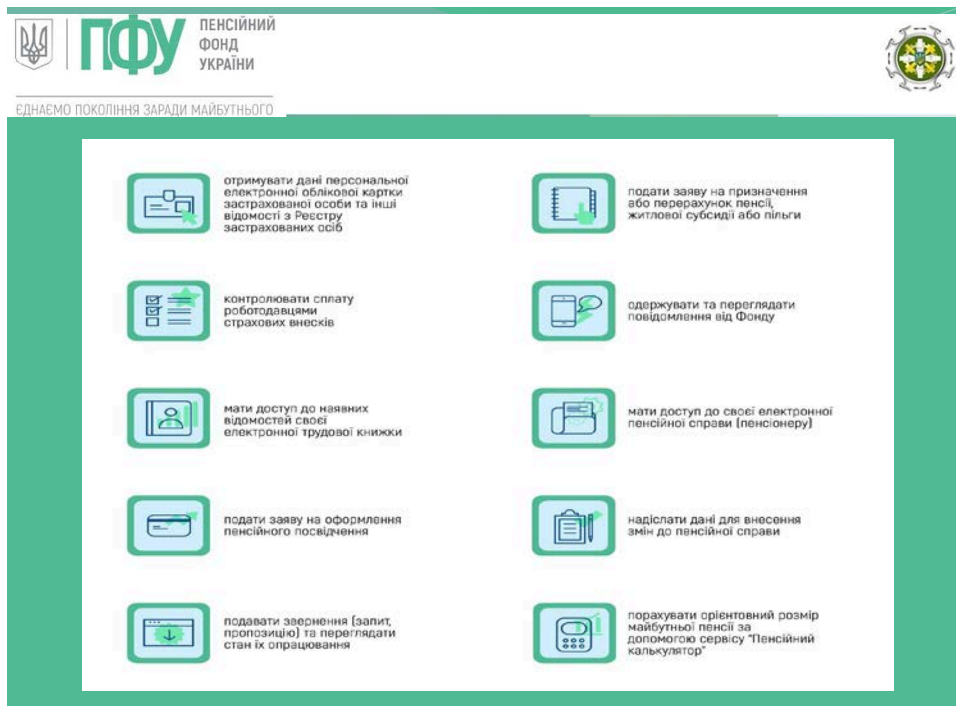 ПФУ
ПЕНСІЙНИЙ
ФОНД
УКРАЇНИ
ЄДНАЄМО ПОКОЛІННЯ ЗАРАДИ МАЙБУТНЬОГО
отримувати дані персональної
електронної облікової картки
застрахованої особи та інші
відомості з Реєстру
застрахованих осіб
контролювати сплату
роботодавцями
страхових внесків
мати доступ до наявних
відомостей своєї
електронної трудової книжки
подати заяву на оформлення
пенсійного посвідчення
подавати звернення (запит,
пропозицію) та переглядати
стан їх опрацювання
подати заяву на призначення
або перерахунок пенсії,
житлової субсидії або пільги
одержувати та переглядати
повідомлення від Фонду
мати доступ до своєї електронної
пенсійної справи (пенсіонеру)
надіслати дані для внесення
змін до пенсійної справи
порахувати орієнтовний розмір
майбутньої пенсії за
допомогою сервісу "Пенсійний
калькулятор"